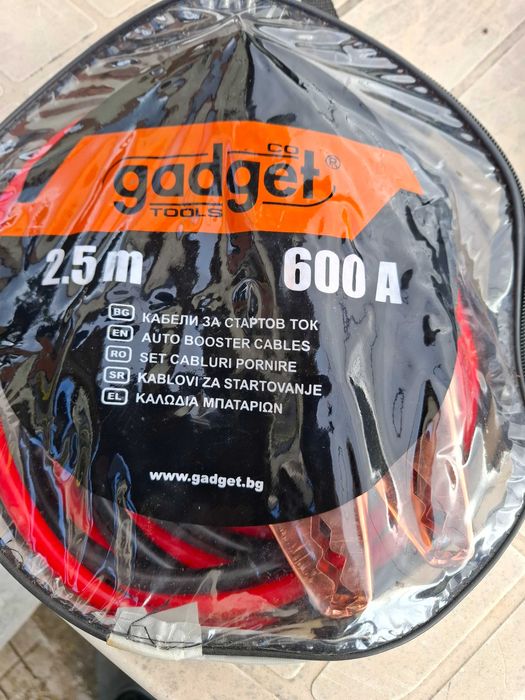 CO
gadget®
TOOLS
2.5m 600 A
BG КАБЕЛИ ЗА СТАРТОВ ТОК
EN AUTO BOOSTER CABLES
RO SET CABLURI PORNIRE
SR KABLOVI ZA STARTOVANJE
EL ΚΑΛΩΔΙΑ ΜΠΑΤΑΡΙΩΝ
www.gadget.bg